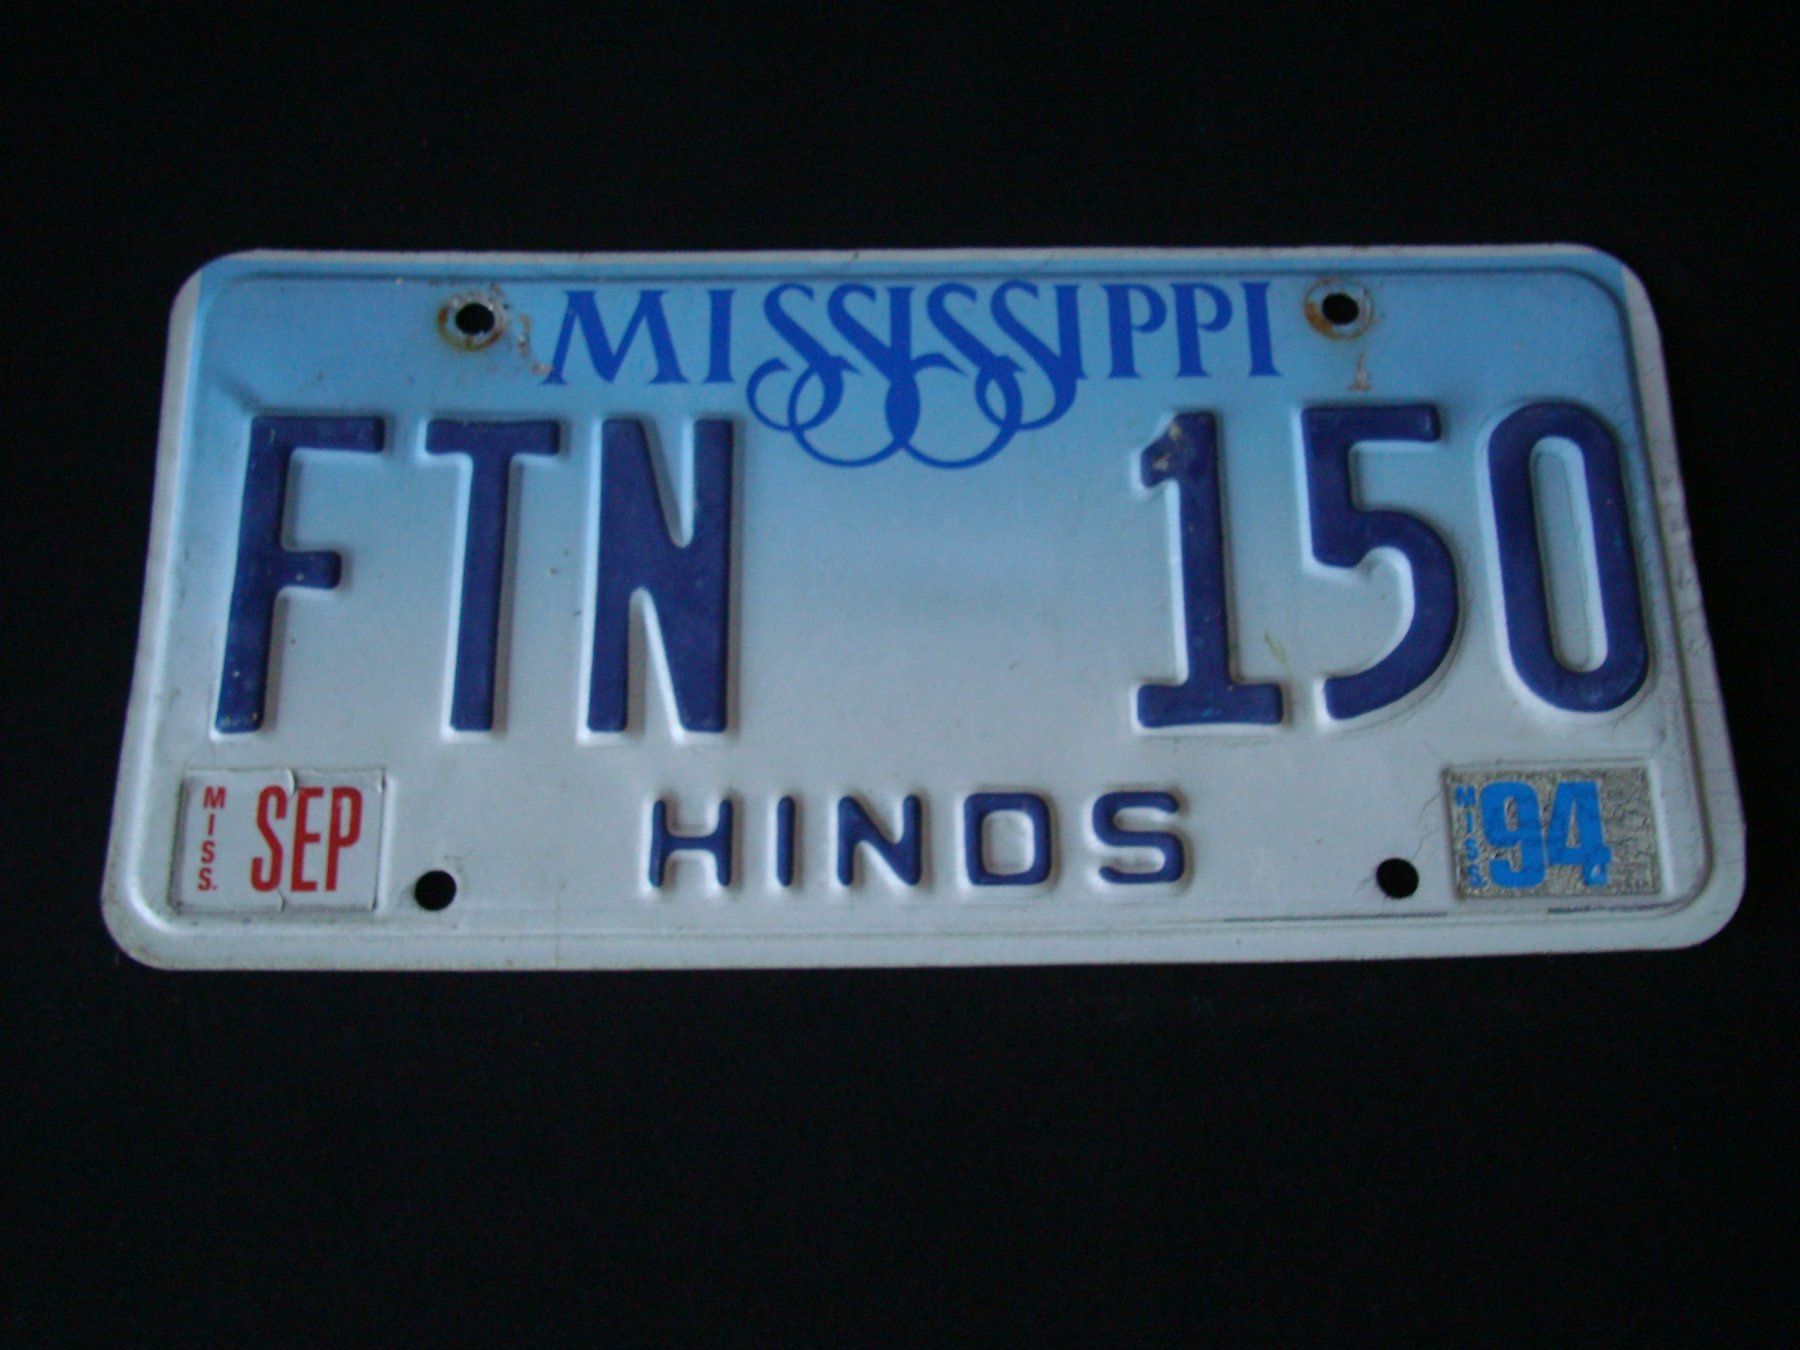 MISSISSIPPI
FTN 150
MISS. SEP
HINDS
MISS 94